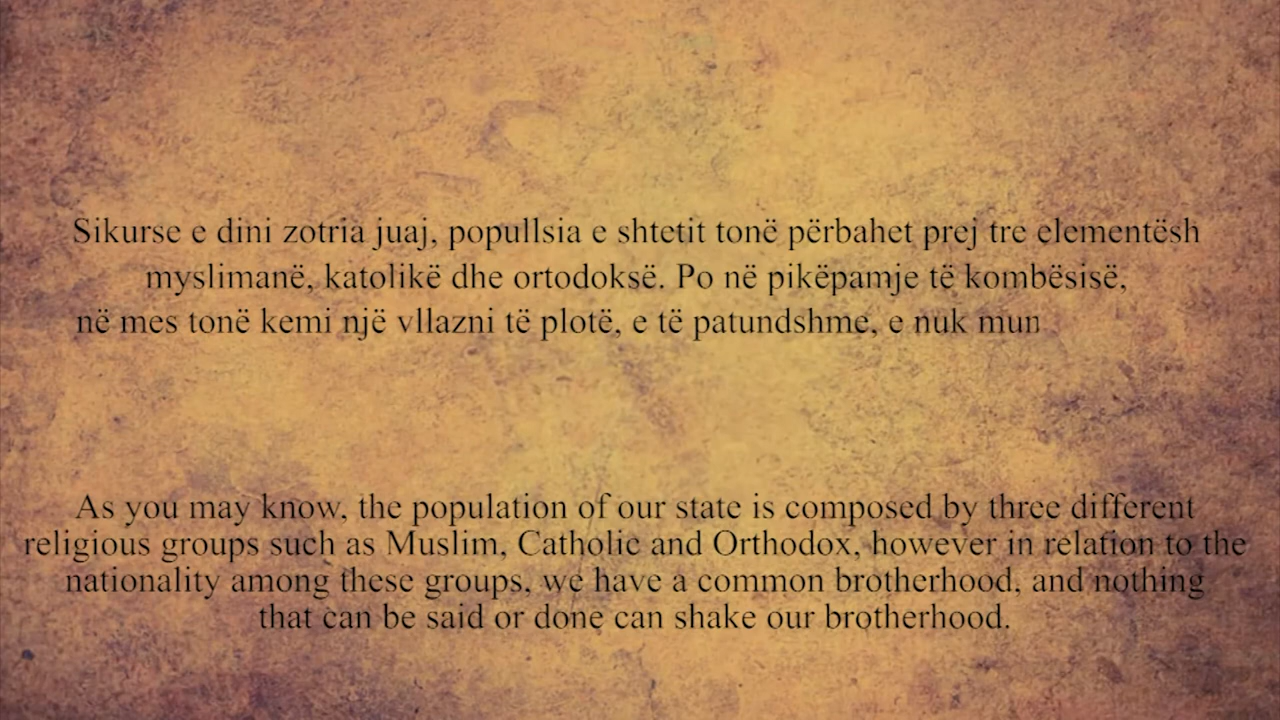 Sikurse e dini zotria juaj, popullsia e shtetit tonë përbahet prej tre elementësh
myslimanë, katolikë dhe ortodoksë. Po në pikëpamje të kombësisë,
në mes tonë kemi një vllazni të plotë, e të patundshme, e nuk mun
As you may know, the population of our state is composed by three different
religious groups such as Muslim, Catholic and Orthodox, however in relation to the
nationality among these groups, we have a common brotherhood, and nothing
that can be said or done can shake our brotherhood.